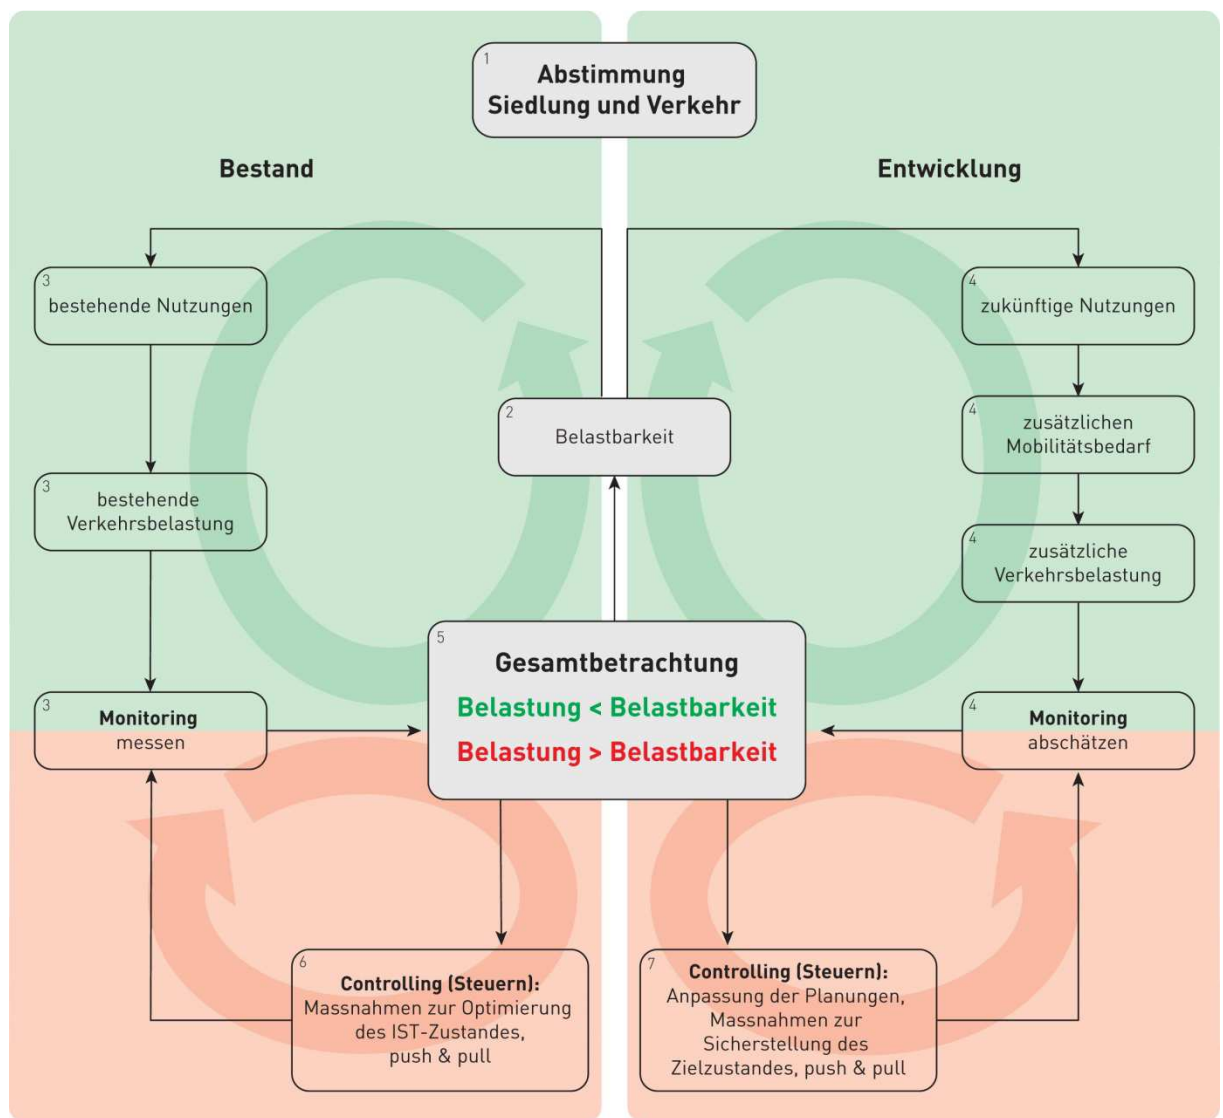 1
Abstimmung
Siedlung und Verkehr
Bestand
Entwicklung
3
bestehende Nutzungen
4
zukünftige Nutzungen
2
Belastbarkeit
4
zusätzlichen
Mobilitätsbedarf
3
bestehende
Verkehrsbelastung
4
zusätzliche
Verkehrsbelastung
5
Gesamtbetrachtung
Belastung < Belastbarkeit
Belastung > Belastbarkeit
3
Monitoring
messen
4
Monitoring
abschätzen
6
Controlling (Steuern):
Massnahmen zur Optimierung
des IST-Zustandes,
push & pull
7
Controlling (Steuern):
Anpassung der Planungen,
Massnahmen zur
Sicherstellung des
Zielzustandes, push & pull